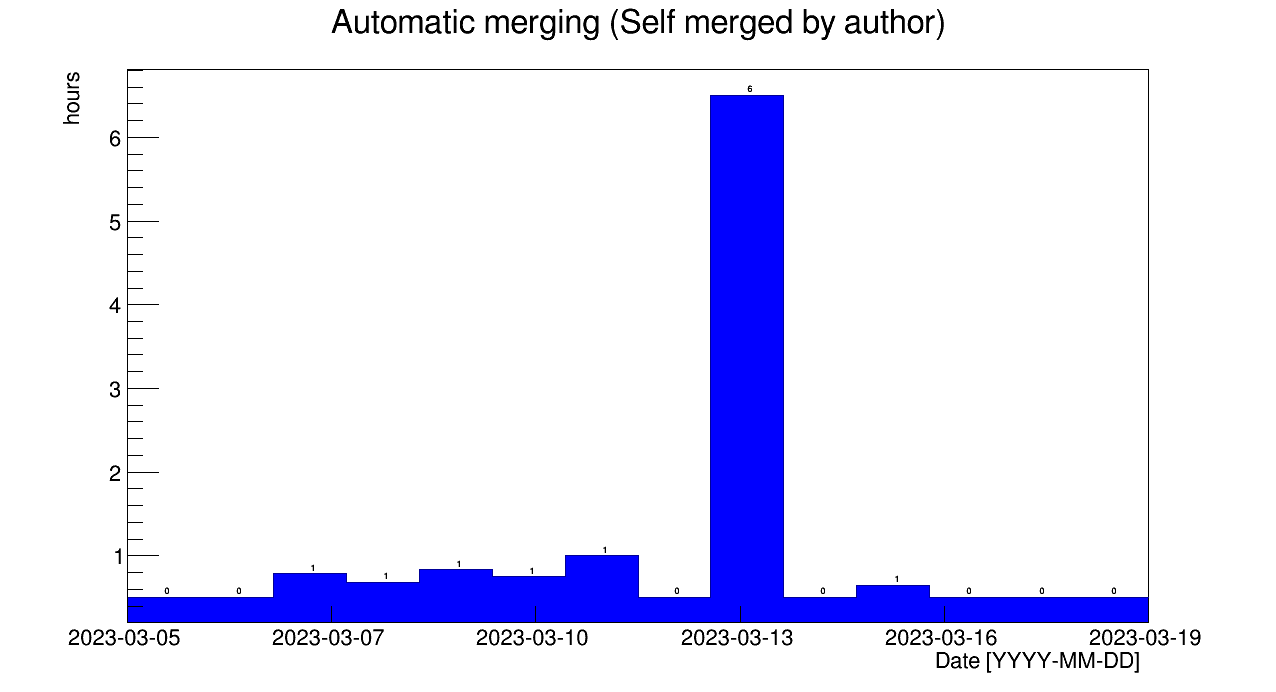 Automatic merging (Self merged by author)
hours
6
6
5
4
3
2
1
0 0 1 1 1 1 1 0 0 1 0 0 0
2023-03-05 2023-03-07 2023-03-10 2023-03-13 2023-03-16 2023-03-19
Date [YYYY-MM-DD]